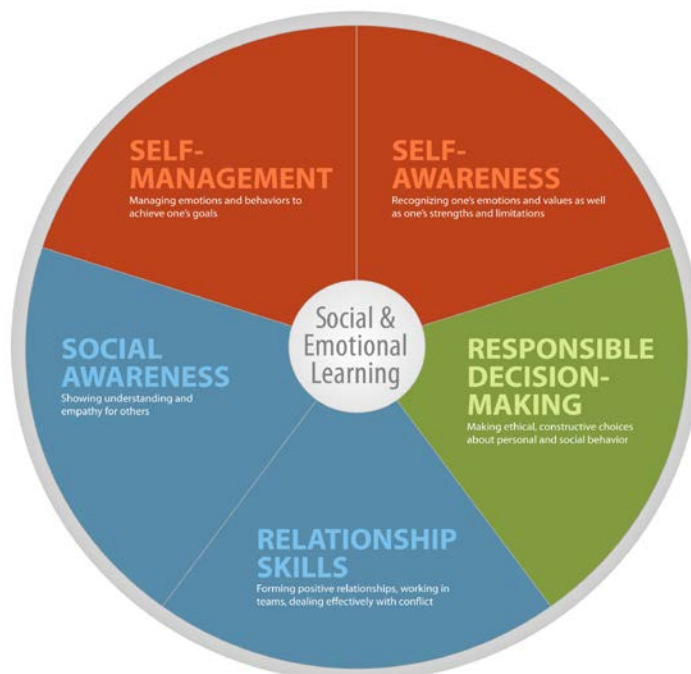 SELF-
MANAGEMENT
Managing emotions and behaviors to
achieve one's goals
SELF-
AWARENESS
Recognizing one's emotions and values as well
as one's strengths and limitations
Social &
Emotional
Learning
SOCIAL
AWARENESS
Showing understanding and
empathy for others
RESPONSIBLE
DECISION-
MAKING
Making ethical, constructive choices
about personal and social behavior
RELATIONSHIP
SKILLS
Forming positive relationships, working in
teams, dealing effectively with conflict